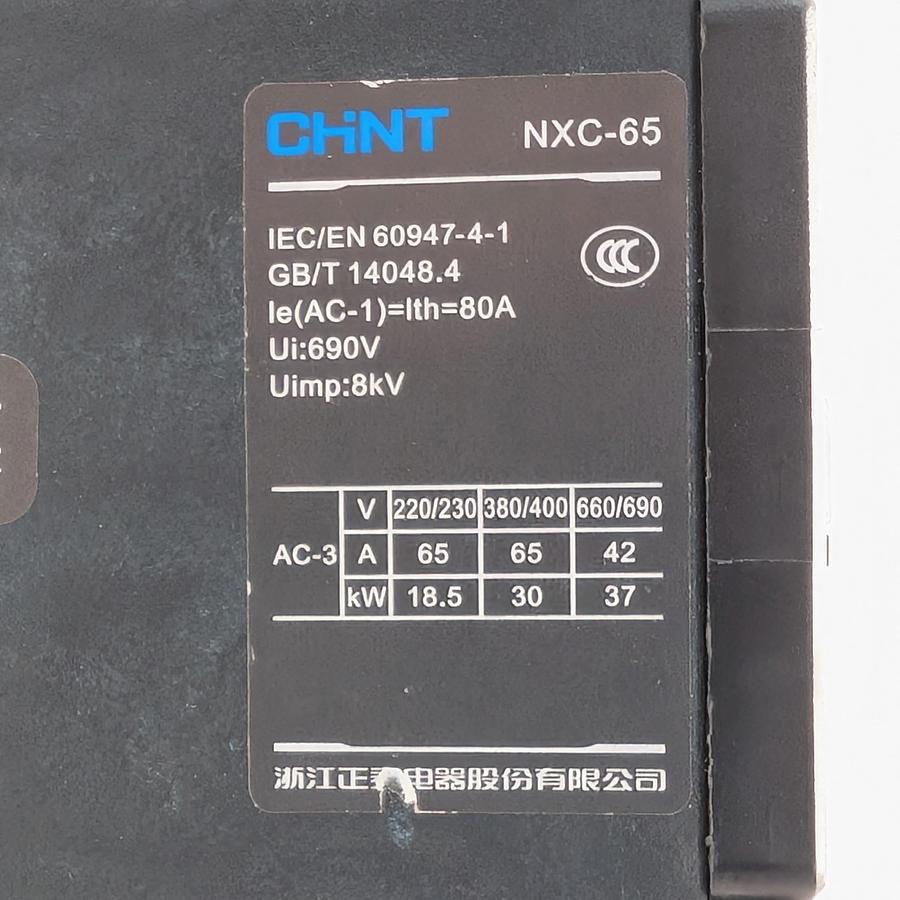 CHNT NXC-65
IEC/EN 60947-4-1
GB/T 14048.4
Ie(AC-1)=Ith=80A
Ui:690V
Uimp:8kV
V 220/230 380/400 660/690
AC-3 A 65 65 42
kW 18.5 30 37
浙江正泰电器股份有限公司